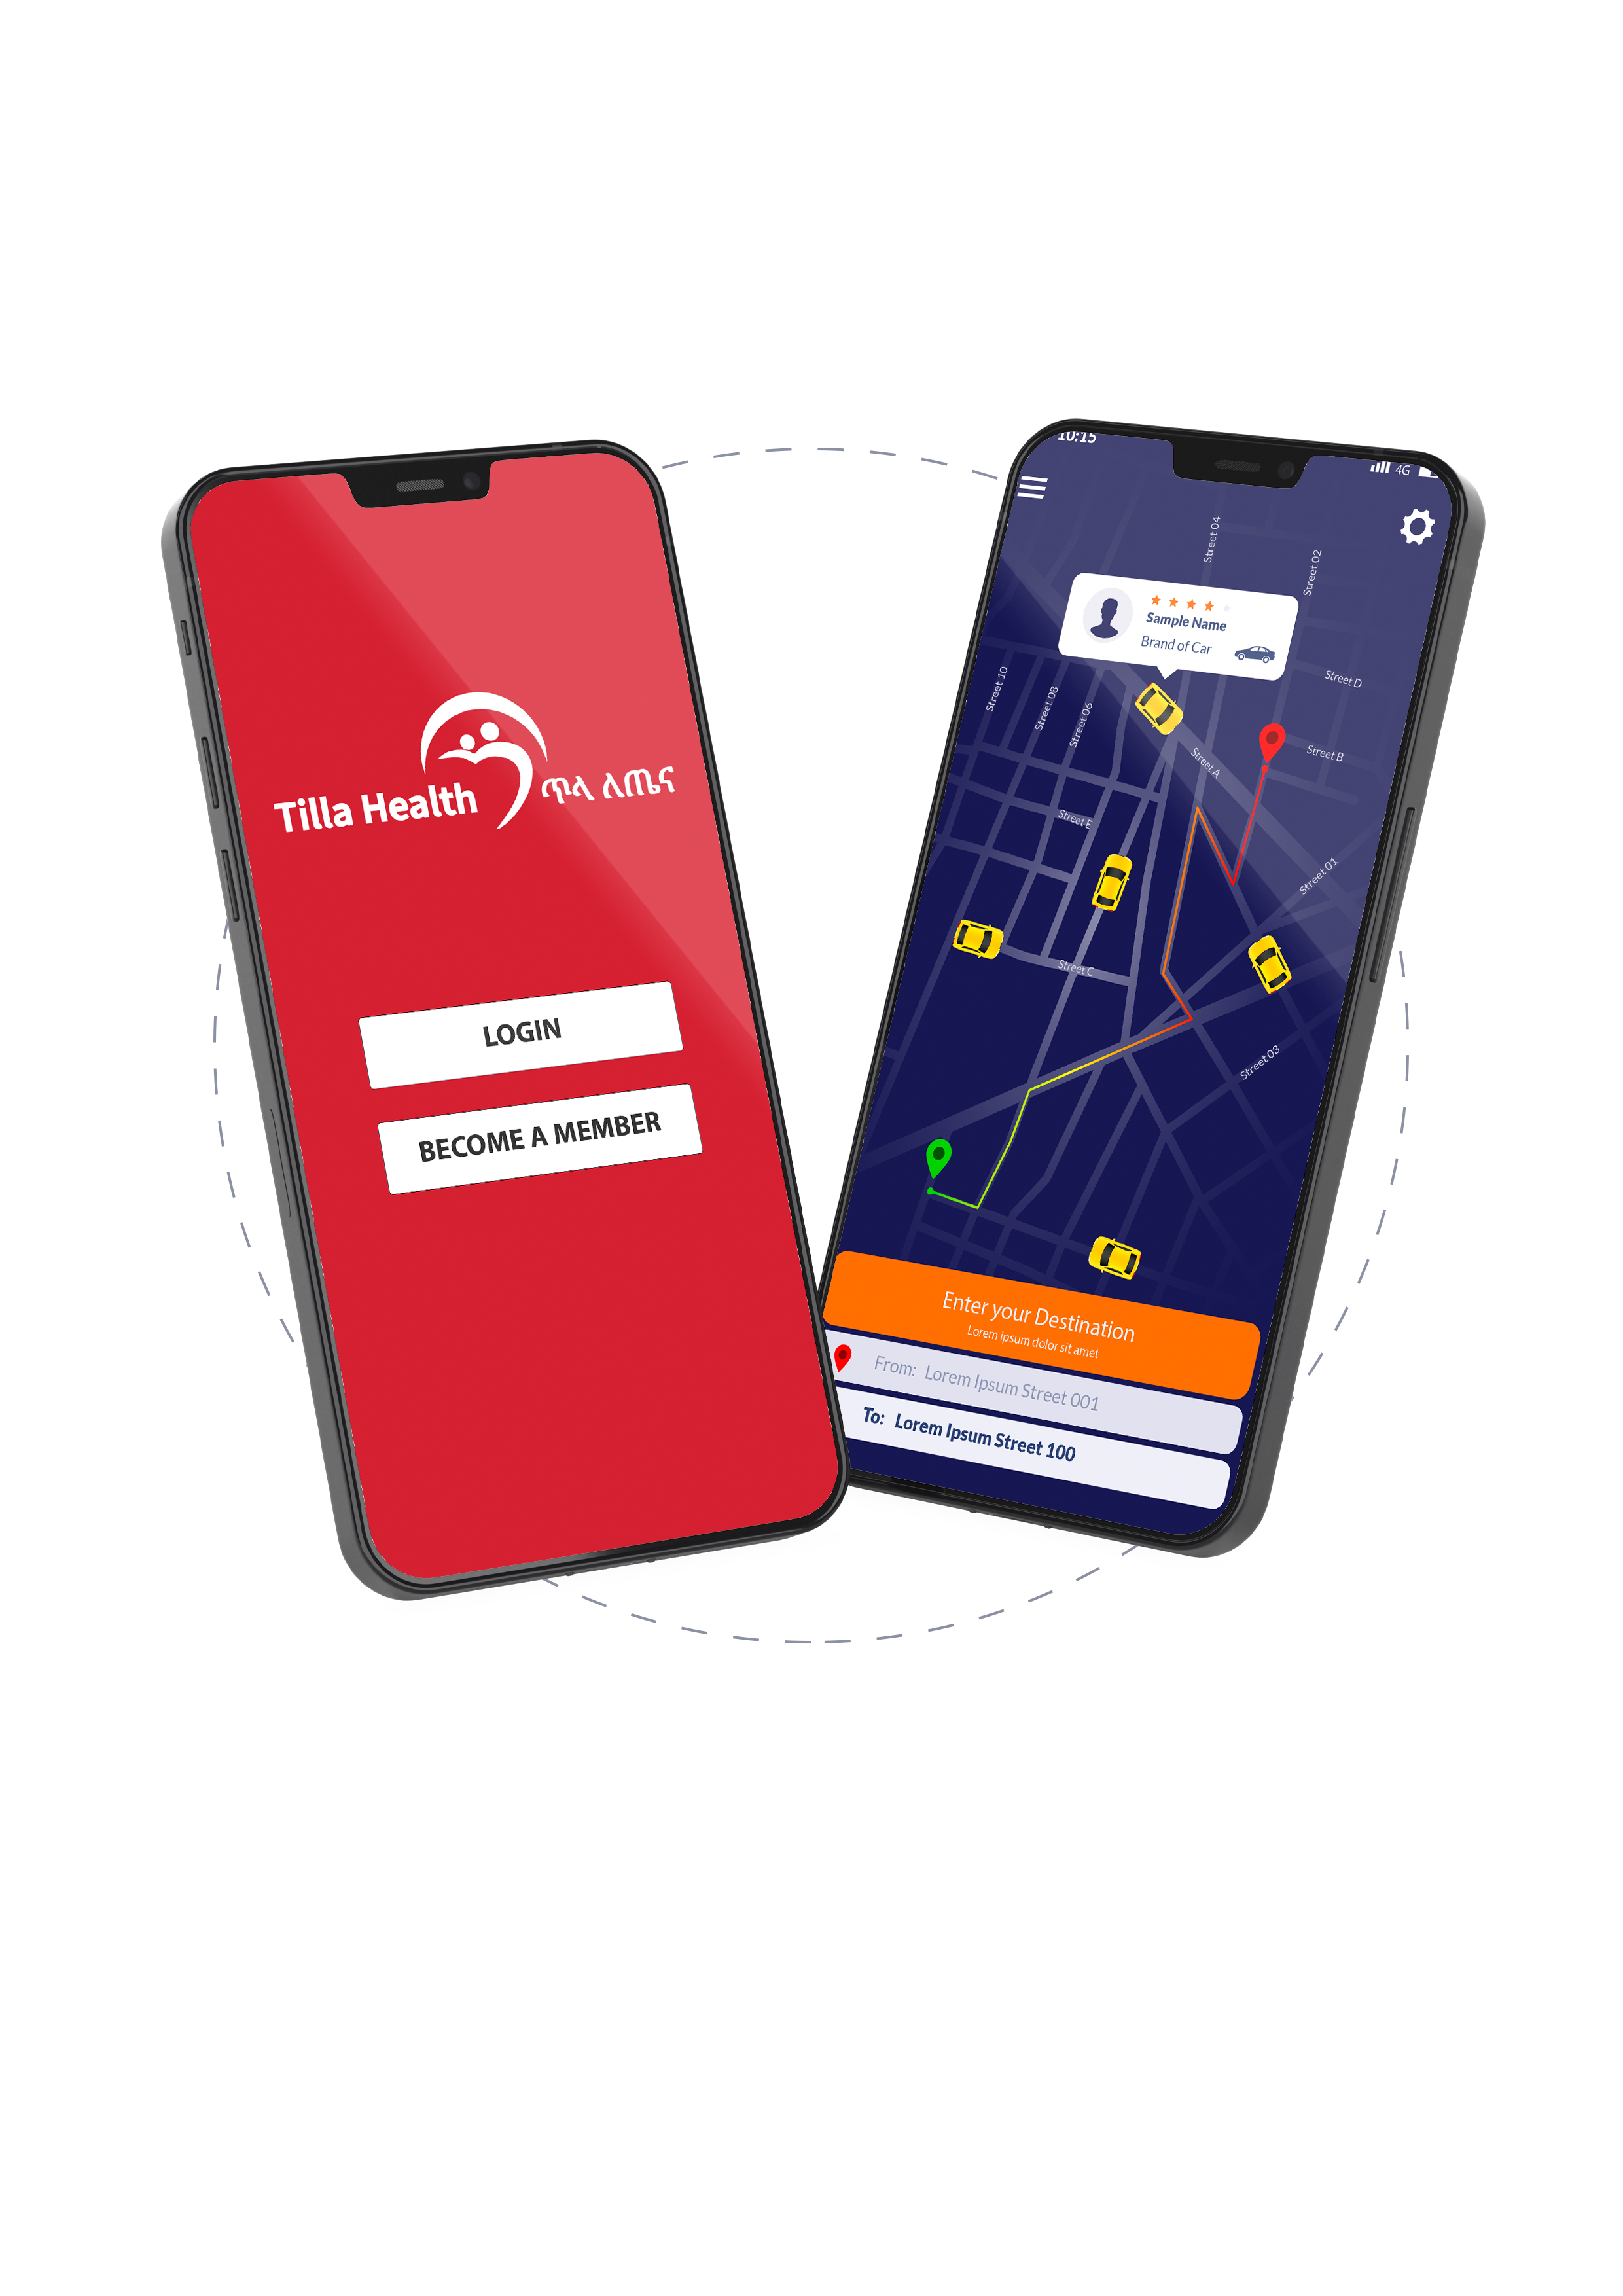 Tilla Health
ጥላ ለጤና
LOGIN
BECOME A MEMBER
10:15
4G
Street 04
Street 02
Sample Name
Brand of Car
Street D
Street 10
Street 08
Street 06
Street A
Street B
Street E
Street 01
Street C
Street 03
Enter your Destination
Lorem ipsum dolor sit amet
From: Lorem Ipsum Street 001
To: Lorem Ipsum Street 100